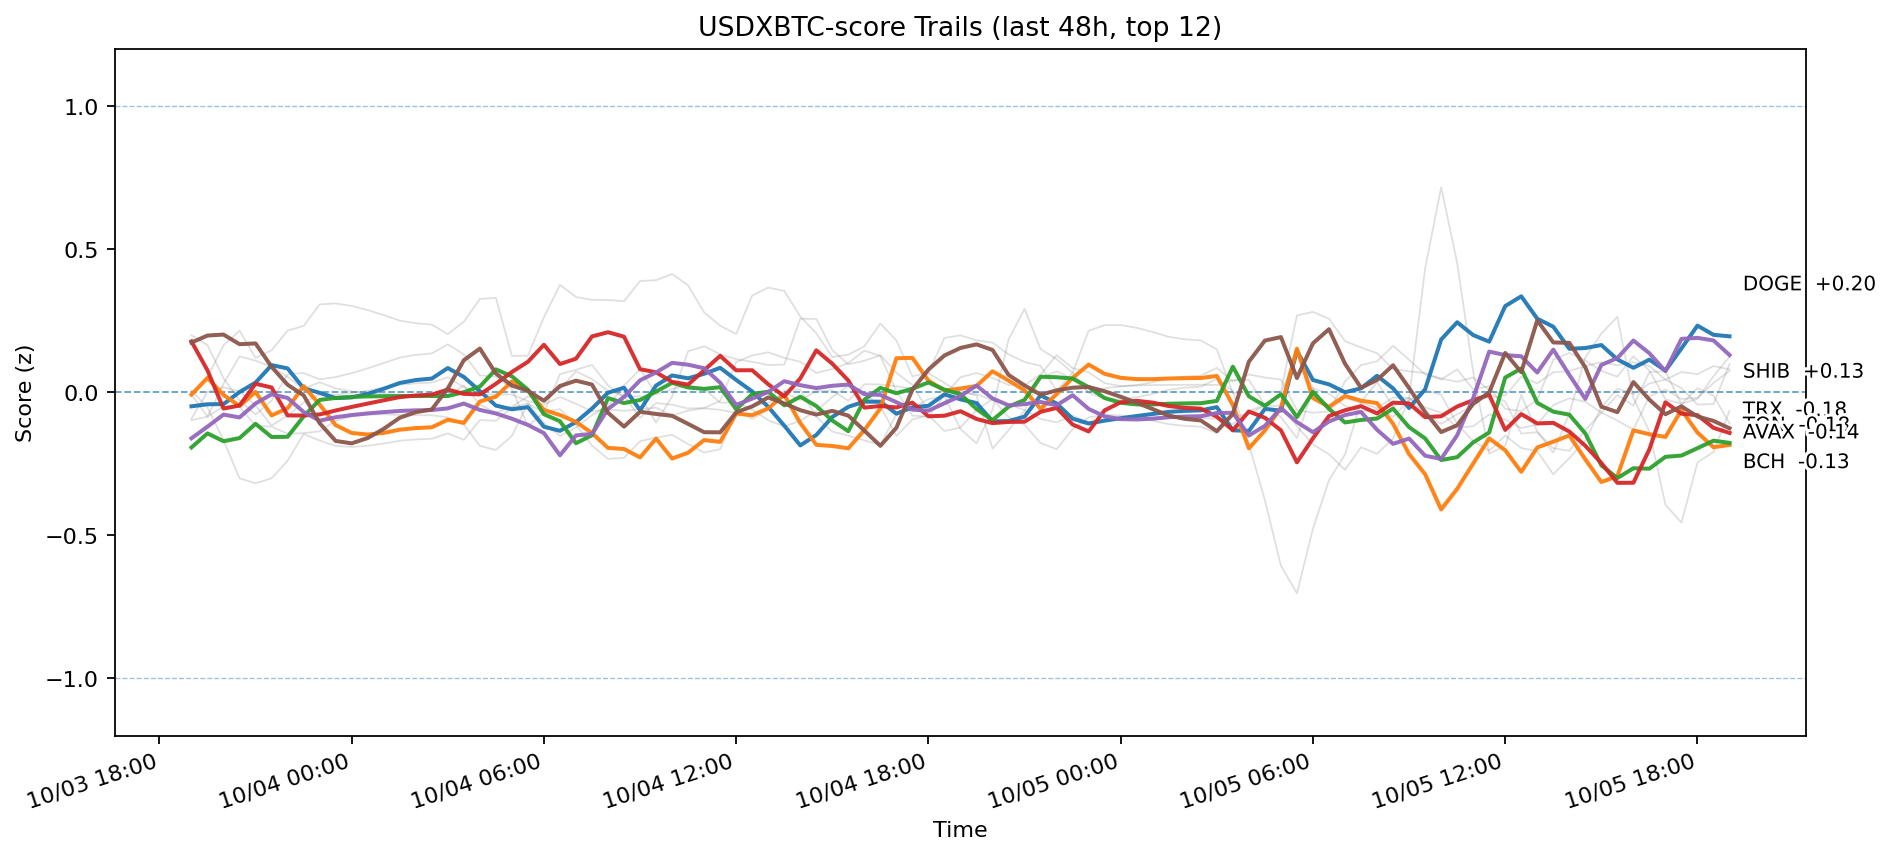 USDXBTC-score Trails (last 48h, top 12)
Score (z)
1.0
0.5
0.0
−0.5
−1.0
DOGE +0.20
SHIB +0.13
TRX -0.18
TON -0.18
AVAX -0.14
BCH -0.13
10/03 18:00
10/04 00:00
10/04 06:00
10/04 12:00
10/04 18:00
10/05 00:00
10/05 06:00
10/05 12:00
10/05 18:00
Time